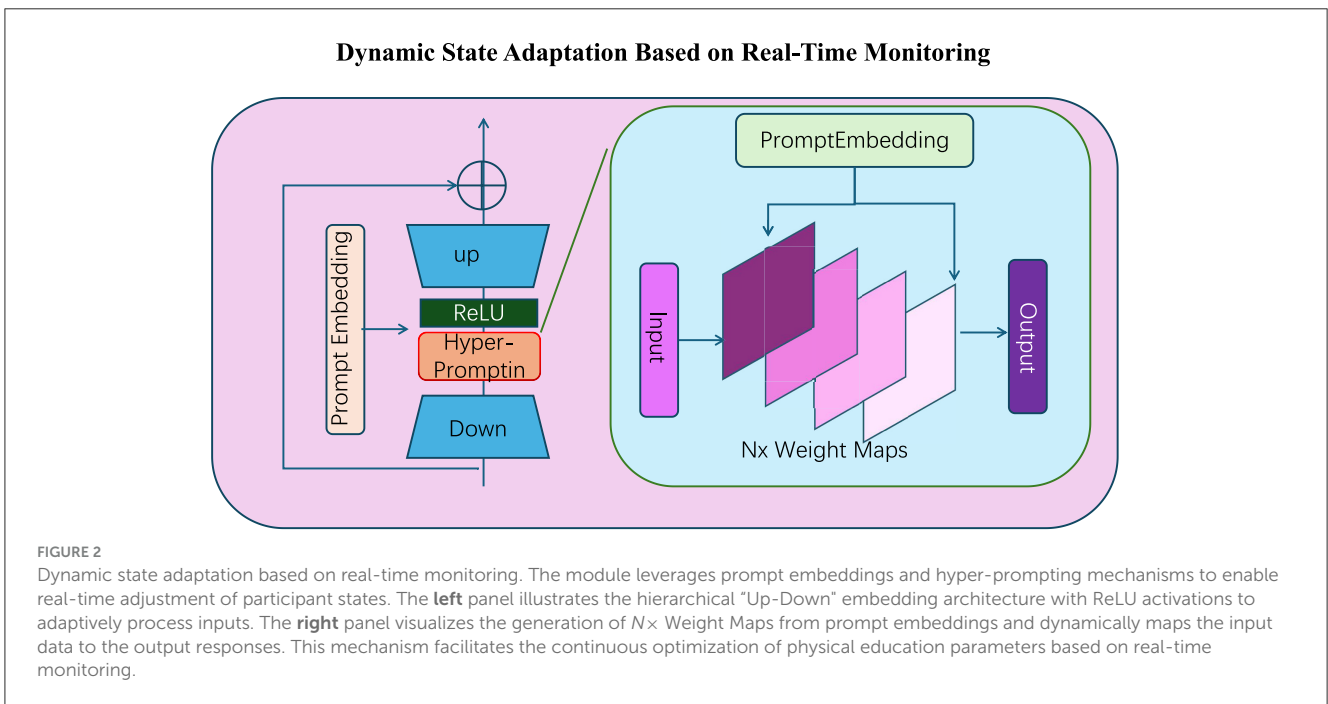 Dynamic State Adaptation Based on Real-Time Monitoring
PromptEmbedding
Prompt Embedding
up
ReLU
Hyper-
Promptin
Down
Input
Output
Nx Weight Maps
FIGURE 2
Dynamic state adaptation based on real-time monitoring. The module leverages prompt embeddings and hyper-prompting mechanisms to enable
real-time adjustment of participant states. The left panel illustrates the hierarchical "Up-Down" embedding architecture with ReLU activations to
adaptively process inputs. The right panel visualizes the generation of N× Weight Maps from prompt embeddings and dynamically maps the input
data to the output responses. This mechanism facilitates the continuous optimization of physical education parameters based on real-time
monitoring.